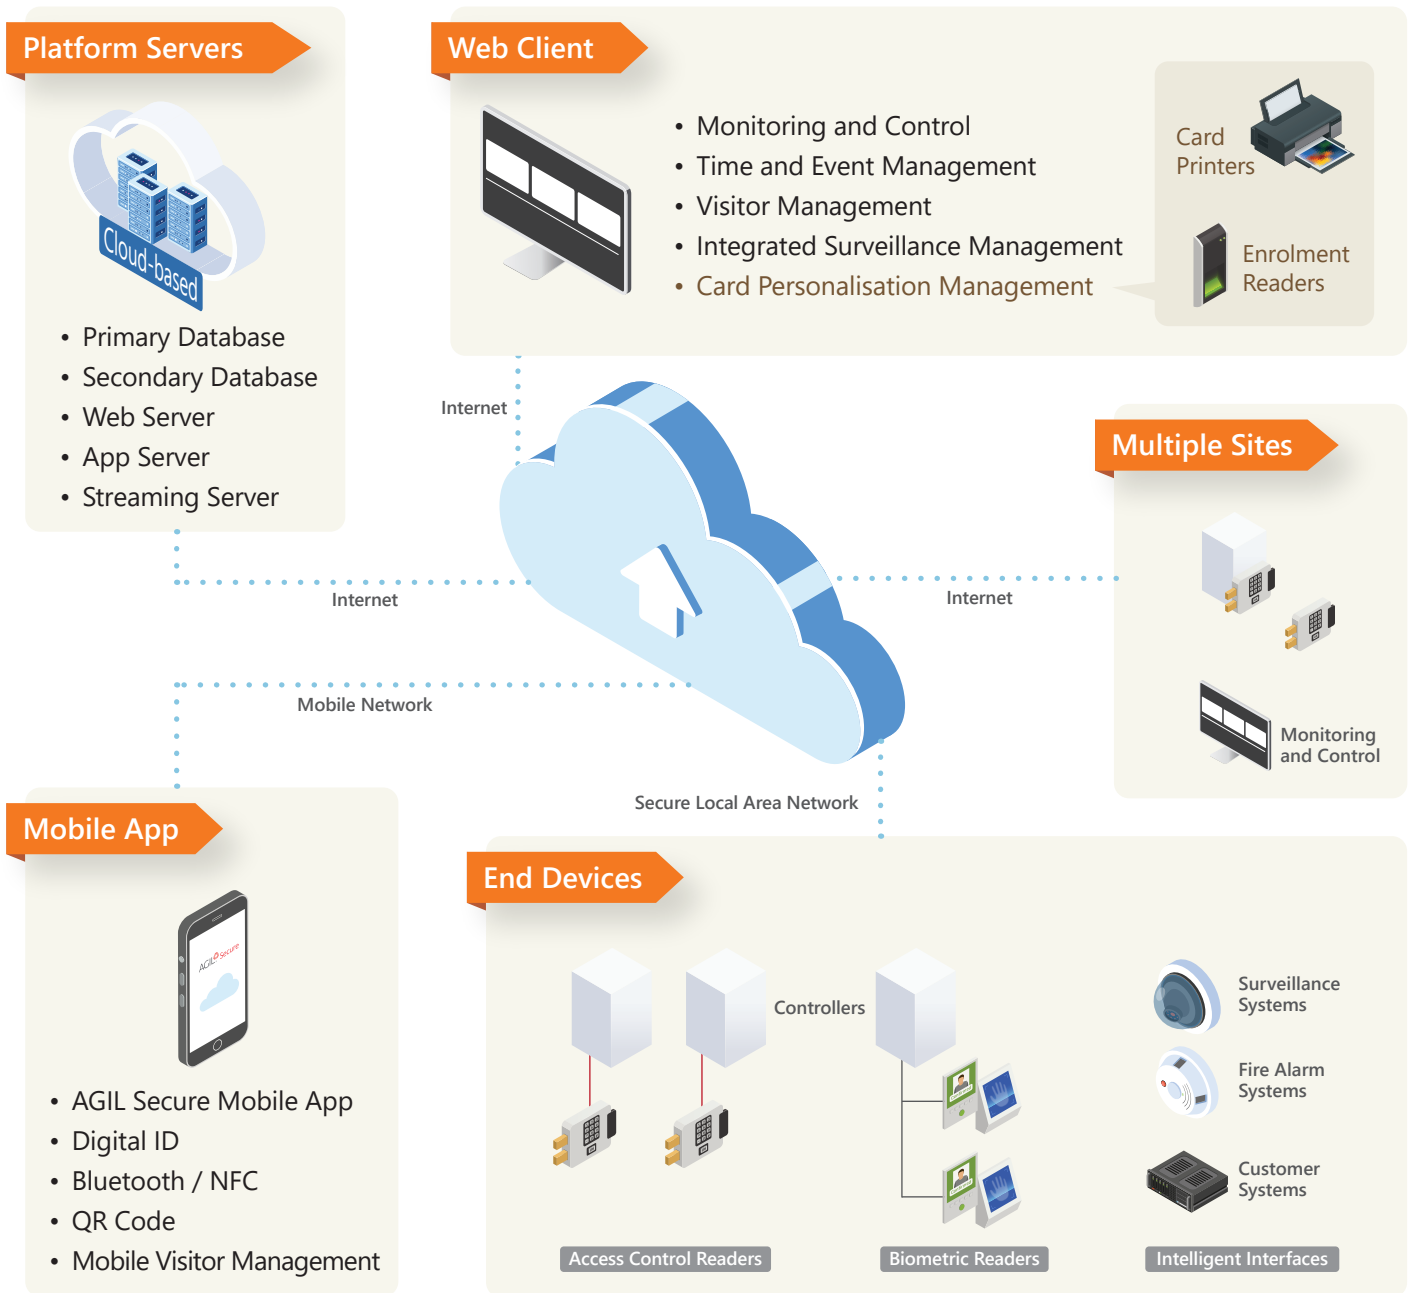 Platform Servers
Cloud-based
• Primary Database
• Secondary Database
• Web Server
• App Server
• Streaming Server
Web Client
• Monitoring and Control
• Time and Event Management
• Visitor Management
• Integrated Surveillance Management
• Card Personalisation Management
Card
Printers
Enrolment
Readers
Internet
Internet
Internet
Mobile Network
Secure Local Area Network
Multiple Sites
Monitoring
and Control
Mobile App
AGIL Secure
• AGIL Secure Mobile App
• Digital ID
• Bluetooth / NFC
• QR Code
• Mobile Visitor Management
End Devices
Controllers
Surveillance
Systems
Fire Alarm
Systems
Customer
Systems
Access Control Readers
Biometric Readers
Intelligent Interfaces